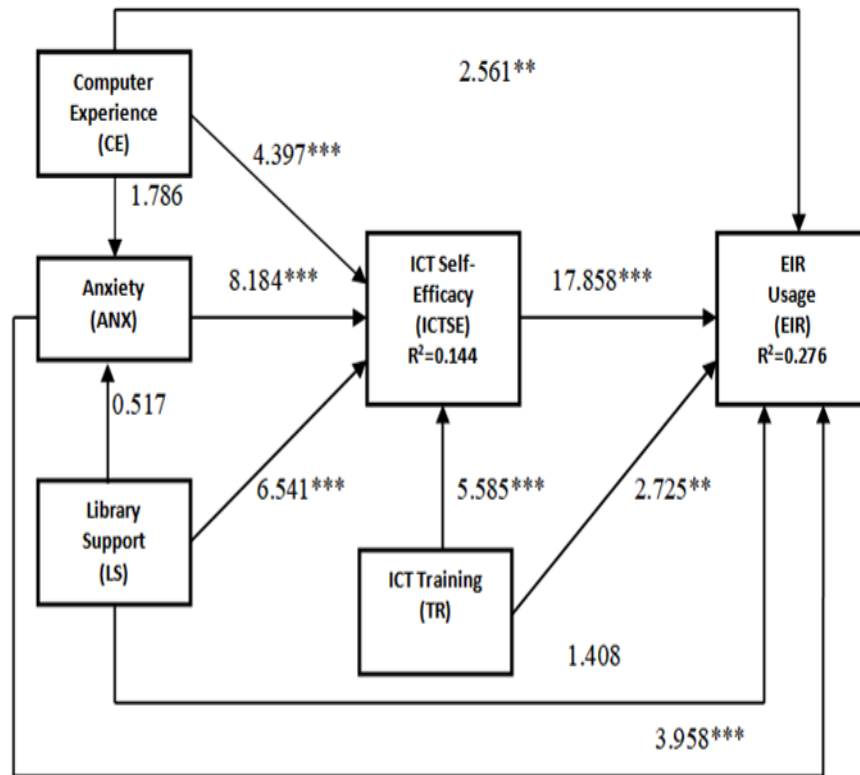 2.561**
Computer
Experience
(CE)
4.397***
1.786
Anxiety
(ANX)
8.184***
ICT Self-
Efficacy
(ICTSE)
R²=0.144
17.858***
EIR
Usage
(EIR)
R²=0.276
0.517
Library
Support
(LS)
6.541***
5.585***
2.725**
ICT Training
(TR)
1.408
3.958***